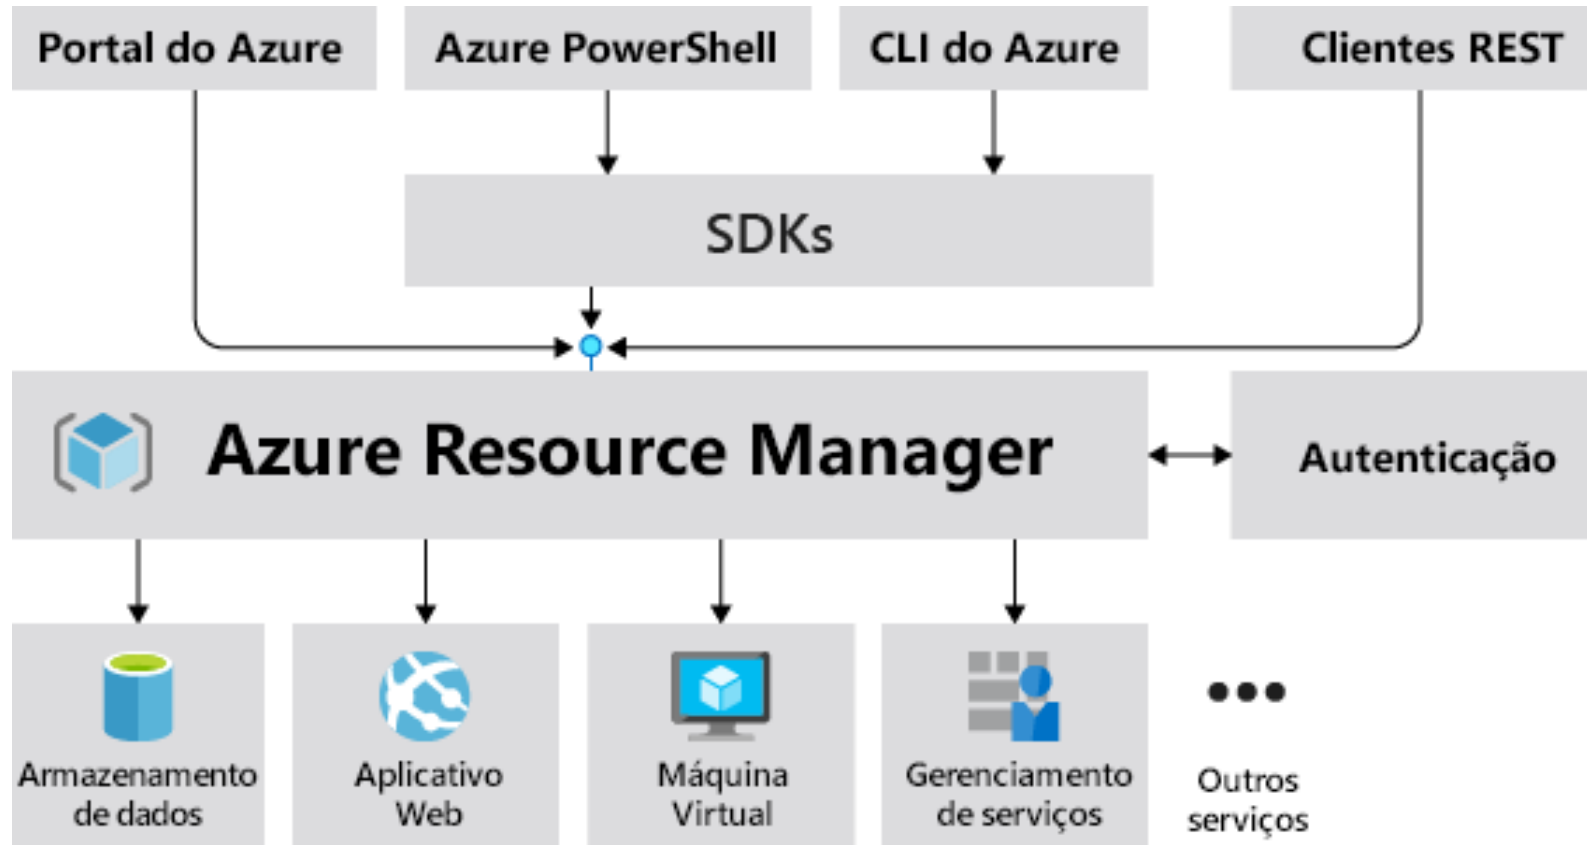 Portal do Azure
Azure PowerShell
CLI do Azure
Clientes REST
SDKs
Azure Resource Manager
Autenticação
Armazenamento
de dados
Aplicativo
Web
Máquina
Virtual
Gerenciamento
de serviços
Outros
serviços